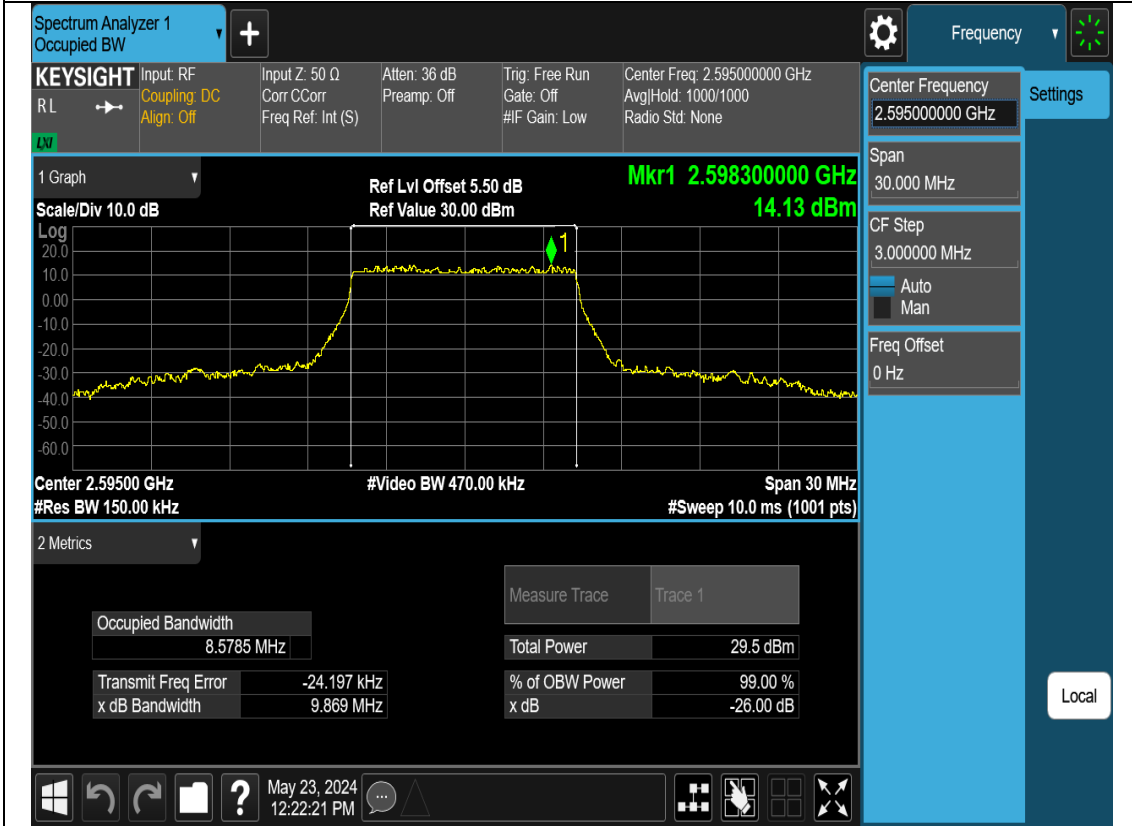 Spectrum Analyzer 1
Occupied BW
+
Frequency
KEYSIGHT
R L
LXI
Input: RF
Coupling: DC
Align: Off
Input Z: 50 Ω
Corr CCorr
Freq Ref: Int (S)
Atten: 36 dB
Preamp: Off
Trig: Free Run
Gate: Off
#IF Gain: Low
Center Freq: 2.595000000 GHz
Avg|Hold: 1000/1000
Radio Std: None
Center Frequency
2.595000000 GHz
Settings
Span
30.000 MHz
CF Step
3.000000 MHz
Auto
Man
Freq Offset
0 Hz
Local
1 Graph
Scale/Div 10.0 dB
Ref Lvl Offset 5.50 dB
Ref Value 30.00 dBm
Mkr1 2.598300000 GHz
14.13 dBm
Log
1
20.0
10.0
0.00
-10.0
-20.0
-30.0
-40.0
-50.0
-60.0
Center 2.59500 GHz
#Video BW 470.00 kHz
Span 30 MHz
#Res BW 150.00 kHz
#Sweep 10.0 ms (1001 pts)
2 Metrics
Measure Trace Trace 1
Occupied Bandwidth
8.5785 MHz
Total Power 29.5 dBm
Transmit Freq Error -24.197 kHz
% of OBW Power 99.00 %
x dB Bandwidth 9.869 MHz
x dB -26.00 dB
?
May 23, 2024
12:22:21 PM